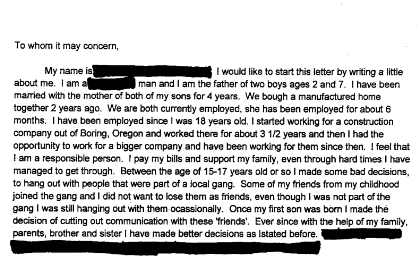 To whom it may concern,
My name is I would like to start this letter by writing a little
about me. I am a man and I am the father of two boys ages 2 and 7. I have been
married with the mother of both of my sons for 4 years. We bough a manufactured home
together 2 years ago. We are both currently employed, she has been employed for about 6
months. I have been employed since I was 18 years old. I started working for a construction
company out of Boring, Oregon and worked there for about 3 1/2 years and then I had the
opportunity to work for a bigger company and have been working for them since then. I feel that
I am a responsible person. I pay my bills and support my family, even through hard times I have
managed to get through. Between the age of 15-17 years old or so I made some bad decisions,
to hang out with people that were part of a local gang. Some of my friends from my childhood
joined the gang and I did not want to lose them as friends, even though I was not part of the
gang I was still hanging out with them ocassionally. Once my first son was born I made the
decision of cutting out communication with these 'friends'. Ever since with the help of my family,
parents, brother and sister I have made better decisions as Istated before.